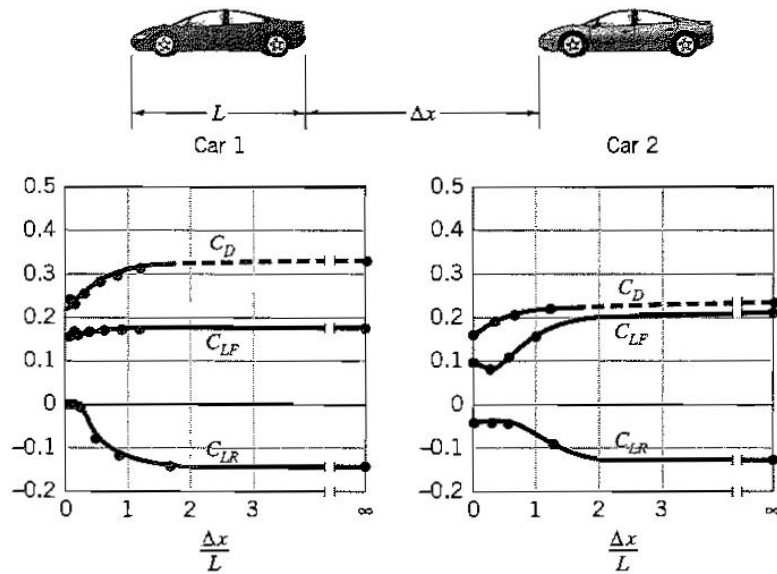 L
Δx
Car 1
Car 2
0.5
0.4
0.3
0.2
0.1
0
−0.1
−0.2
C_D
C_LF
C_LR
0 1 2 3 ∞
Δx
L
0.5
0.4
0.3
0.2
0.1
0
−0.1
−0.2
C_D
C_LF
C_LR
0 1 2 3 ∞
Δx
L